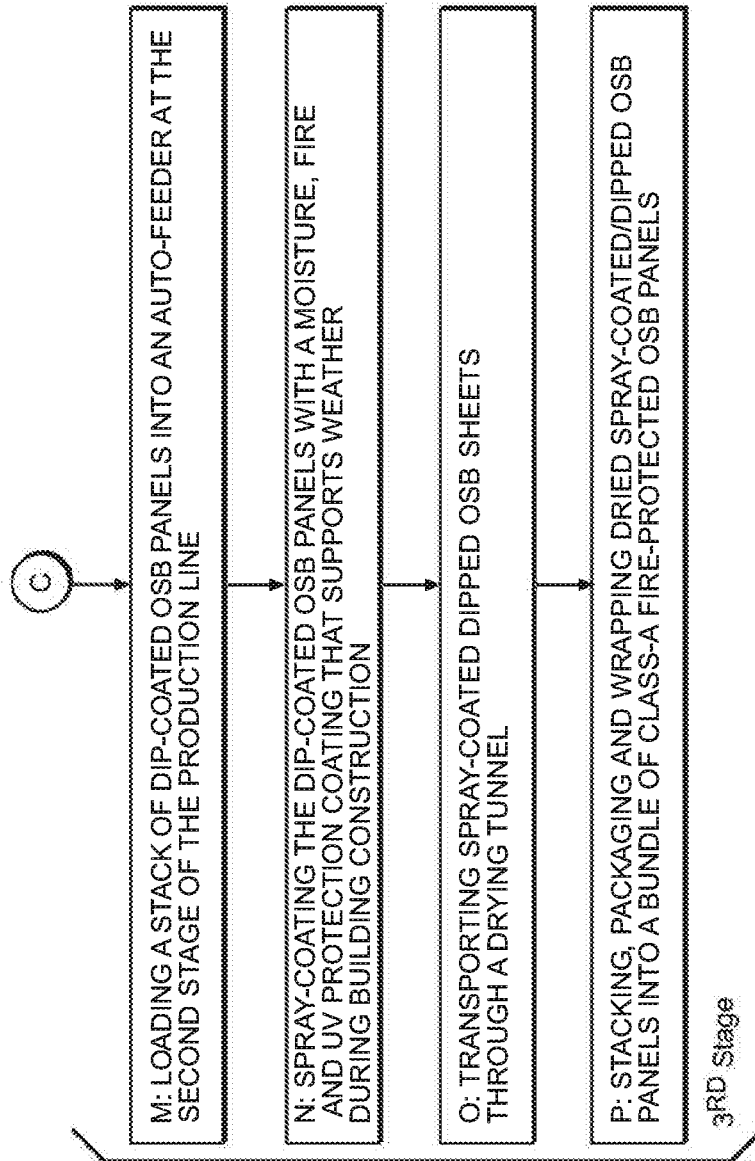 C
M: LOADING A STACK OF DIP-COATED OSB PANELS INTO AN AUTO-FEEDER AT THE
SECOND STAGE OF THE PRODUCTION LINE
N: SPRAY-COATING THE DIP-COATED OSB PANELS WITH A MOISTURE, FIRE
AND UV PROTECTION COATING THAT SUPPORTS WEATHER
DURING BUILDING CONSTRUCTION
O: TRANSPORTING SPRAY-COATED DIPPED OSB SHEETS
THROUGH A DRYING TUNNEL
P: STACKING, PACKAGING AND WRAPPING DRIED SPRAY-COATED/DIPPED OSB
PANELS INTO A BUNDLE OF CLASS-A FIRE-PROTECTED OSB PANELS
3RD Stage